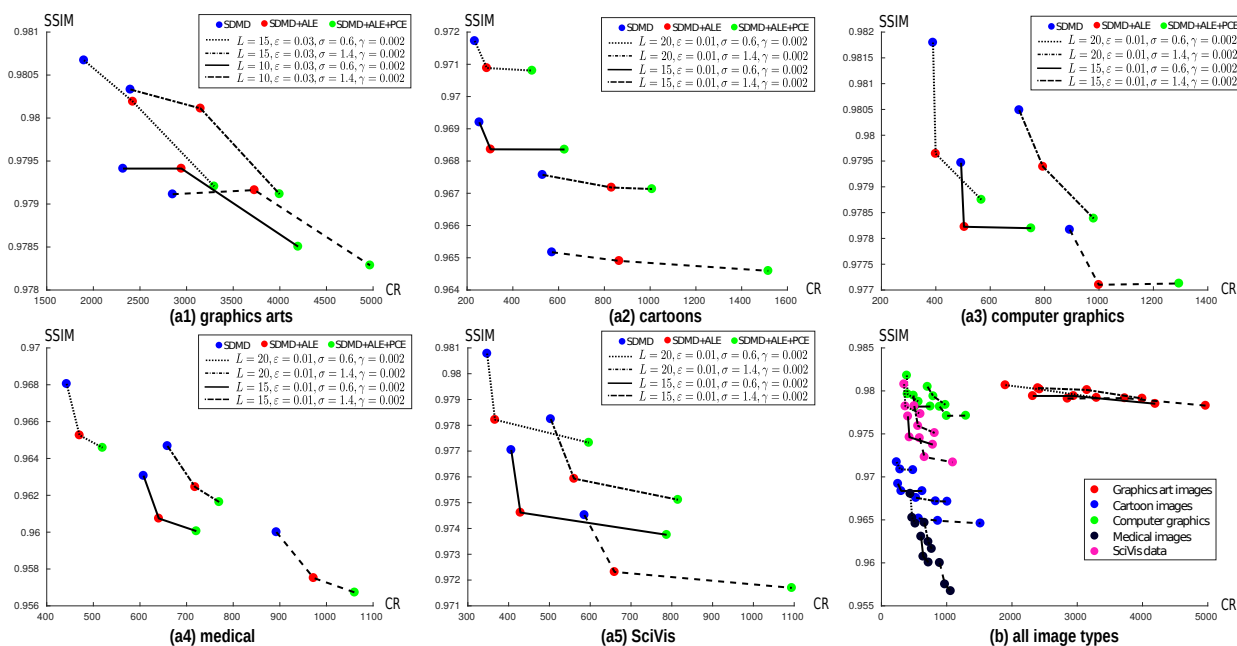 SSIM
SDMD SDMD+ALE SDMD+ALE+PCE
L = 15, ε = 0.03, σ = 0.6, γ = 0.002
L = 15, ε = 0.03, σ = 1.4, γ = 0.002
L = 10, ε = 0.03, σ = 0.6, γ = 0.002
L = 10, ε = 0.03, σ = 1.4, γ = 0.002
0.981
0.9805
0.98
0.9795
0.979
0.9785
0.978
1500 2000 2500 3000 3500 4000 4500 5000
CR
(a1) graphics arts
SSIM
SDMD SDMD+ALE SDMD+ALE+PCE
L = 20, ε = 0.01, σ = 0.6, γ = 0.002
L = 20, ε = 0.01, σ = 1.4, γ = 0.002
L = 15, ε = 0.01, σ = 0.6, γ = 0.002
L = 15, ε = 0.01, σ = 1.4, γ = 0.002
0.972
0.971
0.97
0.969
0.968
0.967
0.966
0.965
0.964
200 400 600 800 1000 1200 1400 1600
CR
(a2) cartoons
SSIM
SDMD SDMD+ALE SDMD+ALE+PCE
L = 20, ε = 0.01, σ = 0.6, γ = 0.002
L = 20, ε = 0.01, σ = 1.4, γ = 0.002
L = 15, ε = 0.01, σ = 0.6, γ = 0.002
L = 15, ε = 0.01, σ = 1.4, γ = 0.002
0.982
0.9815
0.981
0.9805
0.98
0.9795
0.979
0.9785
0.978
0.9775
0.977
200 400 600 800 1000 1200 1400
CR
(a3) computer graphics
SSIM
SDMD SDMD+ALE SDMD+ALE+PCE
L = 20, ε = 0.01, σ = 0.6, γ = 0.002
L = 20, ε = 0.01, σ = 1.4, γ = 0.002
L = 15, ε = 0.01, σ = 0.6, γ = 0.002
L = 15, ε = 0.01, σ = 1.4, γ = 0.002
0.97
0.968
0.966
0.964
0.962
0.96
0.958
0.956
400 500 600 700 800 900 1000 1100
CR
(a4) medical
SSIM
SDMD SDMD+ALE SDMD+ALE+PCE
L = 20, ε = 0.01, σ = 0.6, γ = 0.002
L = 20, ε = 0.01, σ = 1.4, γ = 0.002
L = 15, ε = 0.01, σ = 0.6, γ = 0.002
L = 15, ε = 0.01, σ = 1.4, γ = 0.002
0.981
0.98
0.979
0.978
0.977
0.976
0.975
0.974
0.973
0.972
0.971
300 400 500 600 700 800 900 1000 1100
CR
(a5) SciVis
SSIM
0.985
0.98
0.975
0.97
0.965
0.96
0.955
Graphics art images
Cartoon images
Computer graphics
Medical images
SciVis data
0 1000 2000 3000 4000 5000
CR
(b) all image types